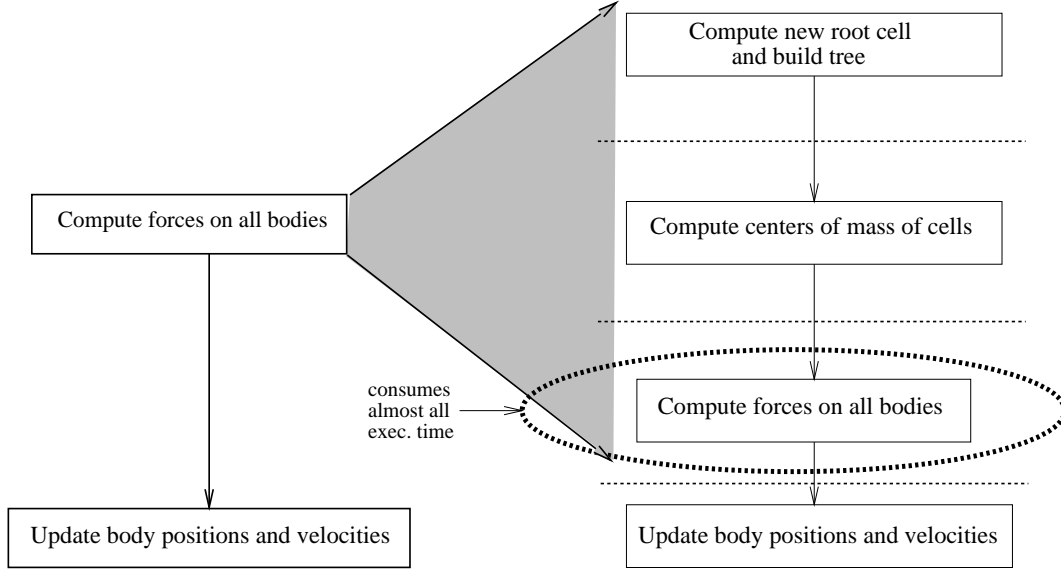 Compute new root cell
and build tree
Compute forces on all bodies
Compute centers of mass of cells
consumes
almost all
exec. time
Compute forces on all bodies
Update body positions and velocities
Update body positions and velocities